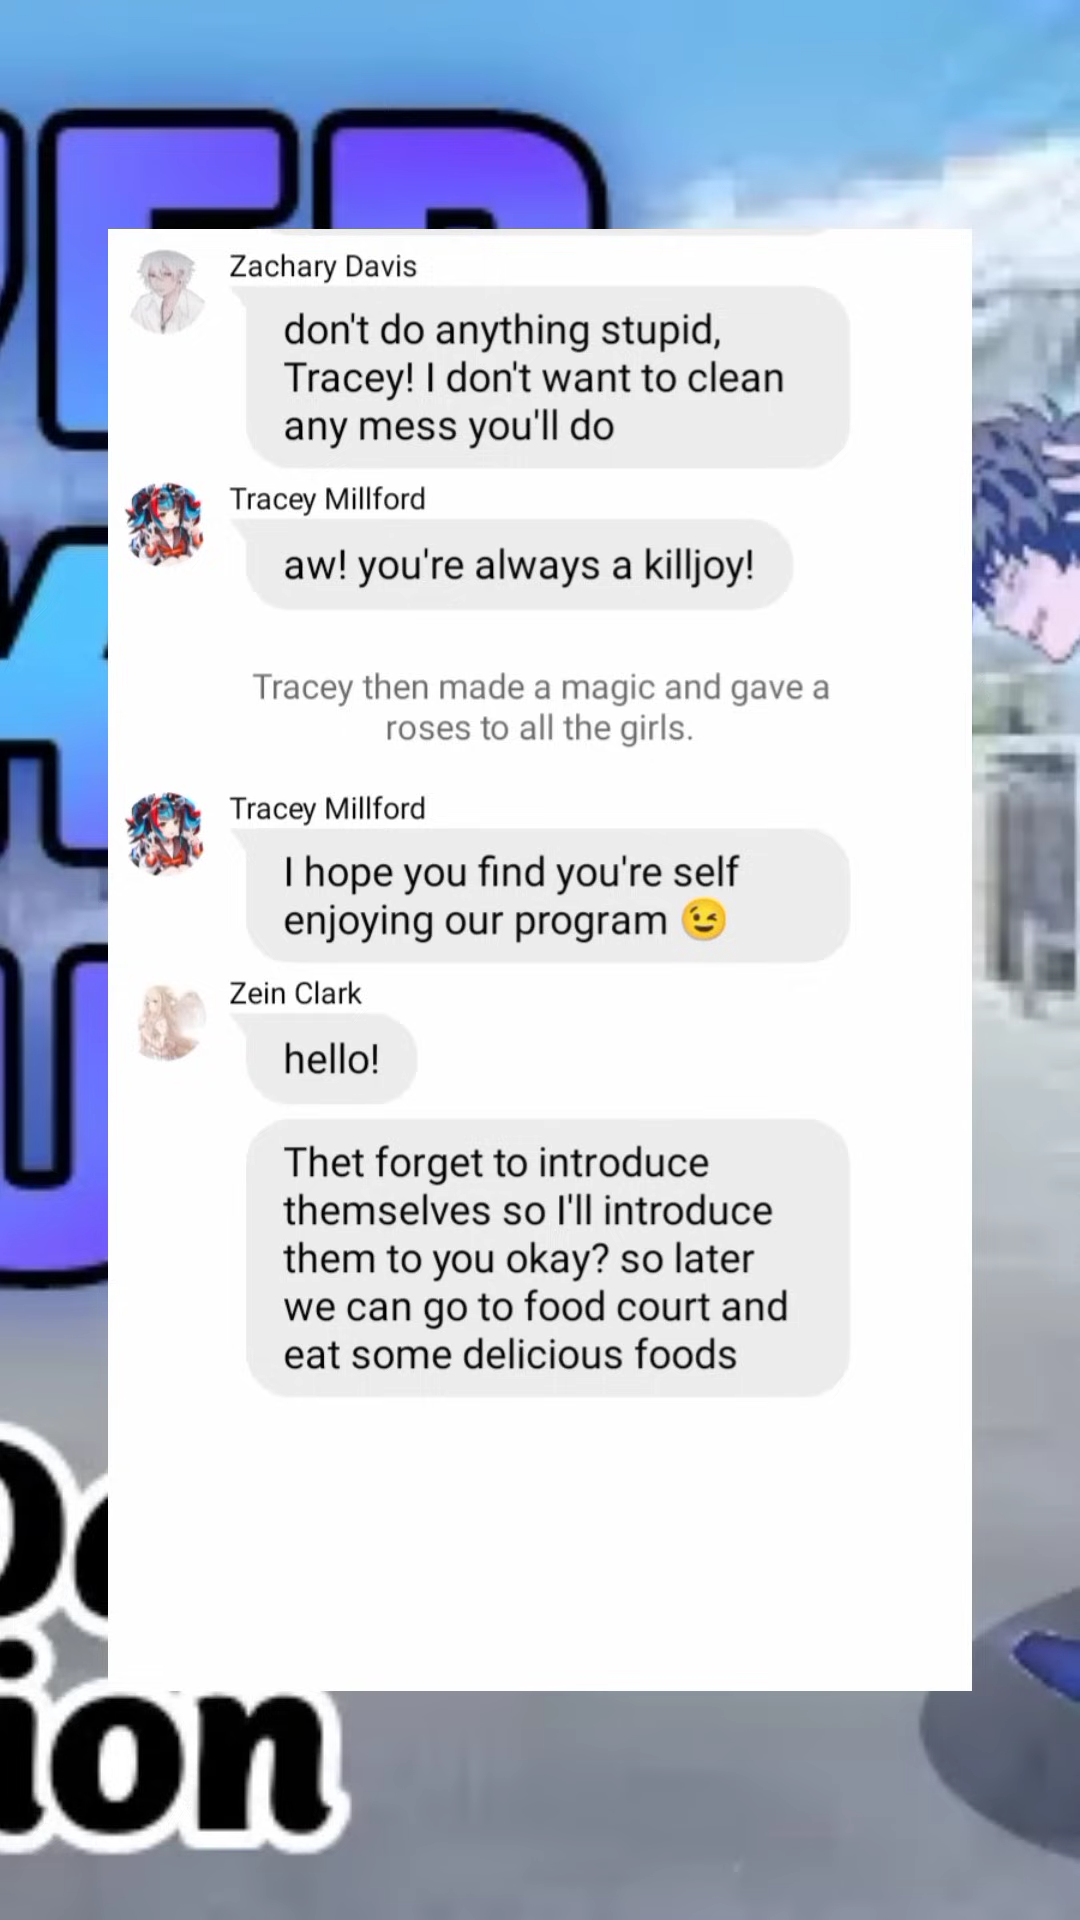 Zachary Davis
don't do anything stupid,
Tracey! I don't want to clean
any mess you'll do
Tracey Millford
aw! you're always a killjoy!
Tracey then made a magic and gave a
roses to all the girls.
Tracey Millford
I hope you find you're self
enjoying our program 😉
Zein Clark
hello!
Thet forget to introduce
themselves so I'll introduce
them to you okay? so later
we can go to food court and
eat some delicious foods
ion